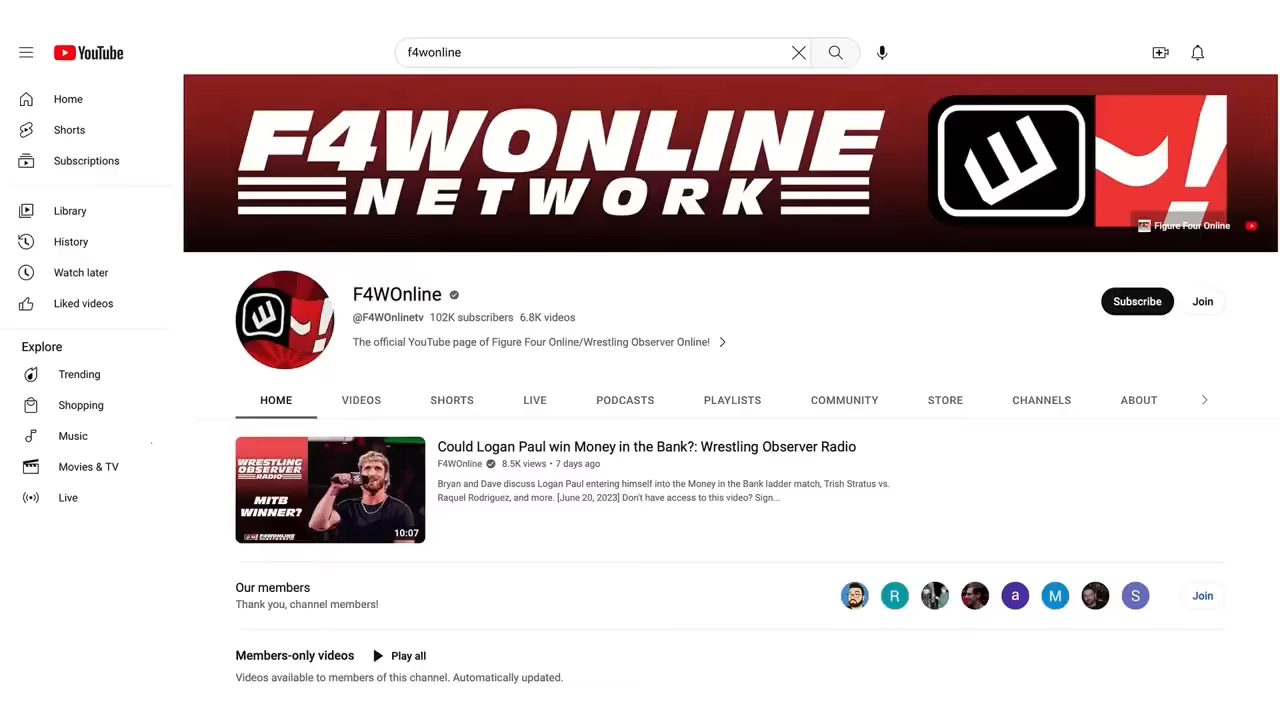 YouTube
f4wonline
Home
Shorts
Subscriptions
Library
History
Watch later
Liked videos
Explore
Trending
Shopping
Music
Movies & TV
Live
F4WONLINE
NETWORK
Figure Four Online
F4WOnline
@F4WOnlinetv 102K subscribers 6.8K videos
The official YouTube page of Figure Four Online/Wrestling Observer Online!
Subscribe
Join
HOME VIDEOS SHORTS LIVE PODCASTS PLAYLISTS COMMUNITY STORE CHANNELS ABOUT
WRESTLING
OBSERVER
RADIO
MITB
WINNER?
F4WONLINE
10:07
Could Logan Paul win Money in the Bank?: Wrestling Observer Radio
F4WOnline 8.5K views • 7 days ago
Bryan and Dave discuss Logan Paul entering himself into the Money in the Bank ladder match, Trish Stratus vs.
Raquel Rodriguez, and more. [June 20, 2023] Don't have access to this video? Sign...
Our members
Thank you, channel members!
R
a
M
S
Join
Members-only videos Play all
Videos available to members of this channel. Automatically updated.